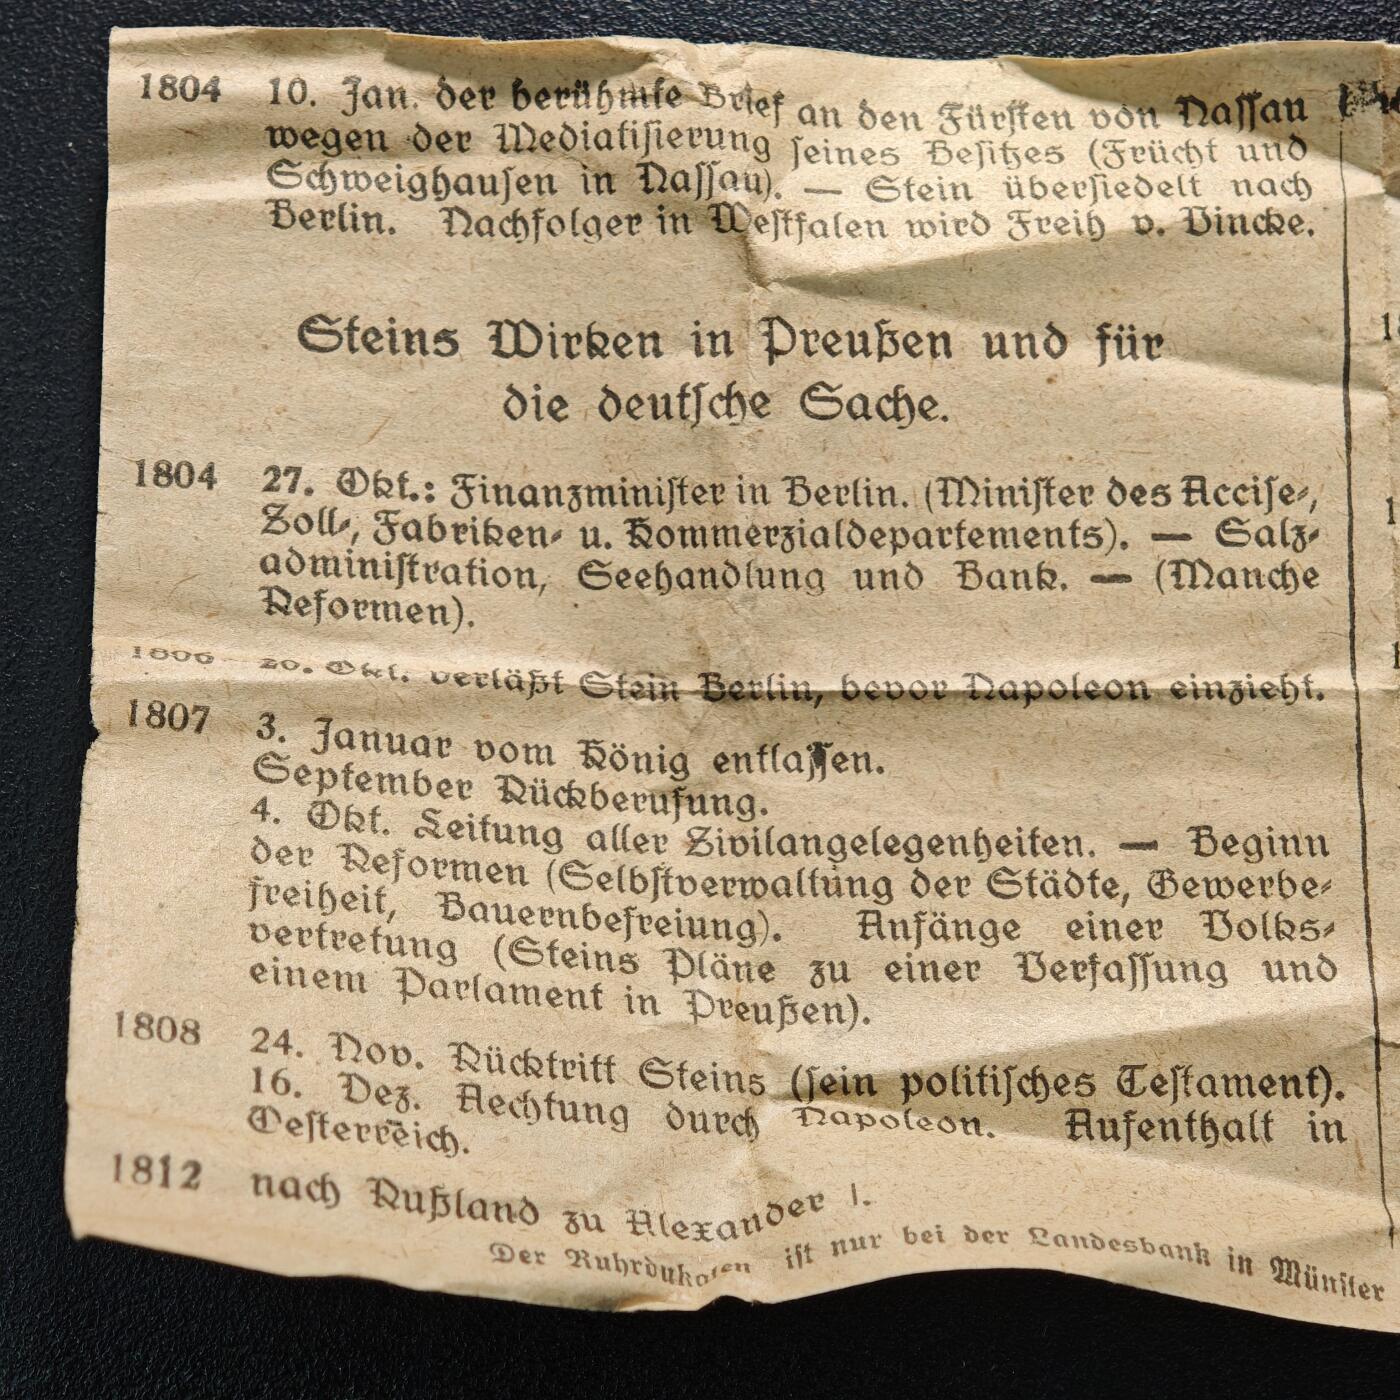 1804 10. Jan. der berühmte Brief an den Fürsten von Nassau
wegen der Mediatisierung seines Besitzes (Frücht und
Schweighausen in Nassau). — Stein übersiedelt nach
Berlin. Nachfolger in Westfalen wird Freih v. Vincke.
Steins Wirken in Preußen und für
die deutsche Sache.
1804 27. Okt.: Finanzminister in Berlin. (Minister des Accise-,
Zoll-, Fabriken- u. Kommerzialdepartements). — Salz-
administration, Seehandlung und Bank. — (Manche
Reformen).
1806 20. Okt. verläßt Stein Berlin, bevor Napoleon einzieht.
1807 3. Januar vom König entlassen.
September Rückberufung.
4. Okt. Leitung aller Zivilangelegenheiten. — Beginn
der Reformen (Selbstverwaltung der Städte, Gewerbe-
freiheit, Bauernbefreiung). Anfänge einer Volks-
vertretung (Steins Pläne zu einer Verfassung und
einem Parlament in Preußen).
1808 24. Nov. Rücktritt Steins (sein politisches Testament).
16. Dez. Aechtung durch Napoleon. Aufenthalt in
Oesterreich.
1812 nach Rußland zu Alexander I.
Der Ruhrdukaten ist nur bei der Landesbank in Münster